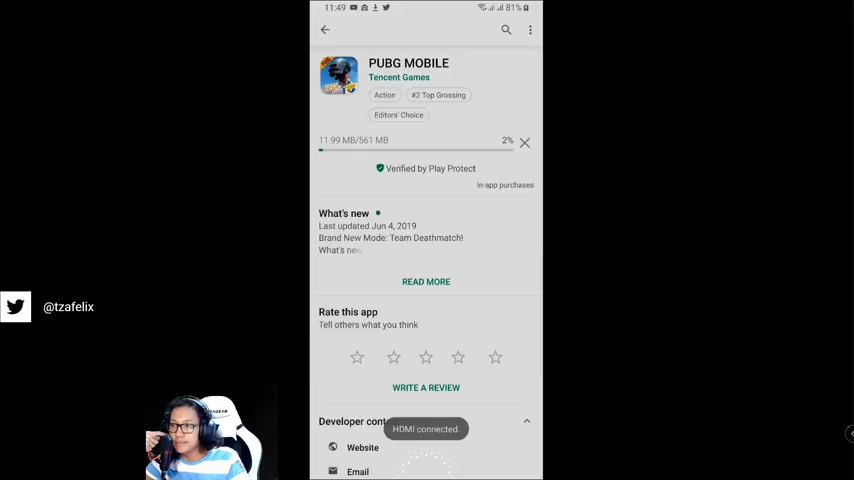 11:49
81%
PUBG MOBILE
Tencent Games
Action
#2 Top Grossing
Editors' Choice
11.99 MB/561 MB
2%
Verified by Play Protect
In-app purchases
What's new
Last updated Jun 4, 2019
Brand New Mode: Team Deathmatch!
What's new
READ MORE
Rate this app
Tell others what you think
WRITE A REVIEW
Developer cont
HDMI connected.
Website
Email
@tzafelix